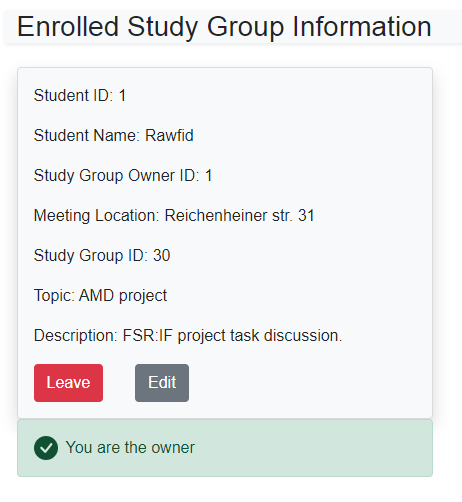 Enrolled Study Group Information
Student ID: 1
Student Name: Rawfid
Study Group Owner ID: 1
Meeting Location: Reichenheiner str. 31
Study Group ID: 30
Topic: AMD project
Description: FSR:IF project task discussion.
Leave Edit
You are the owner